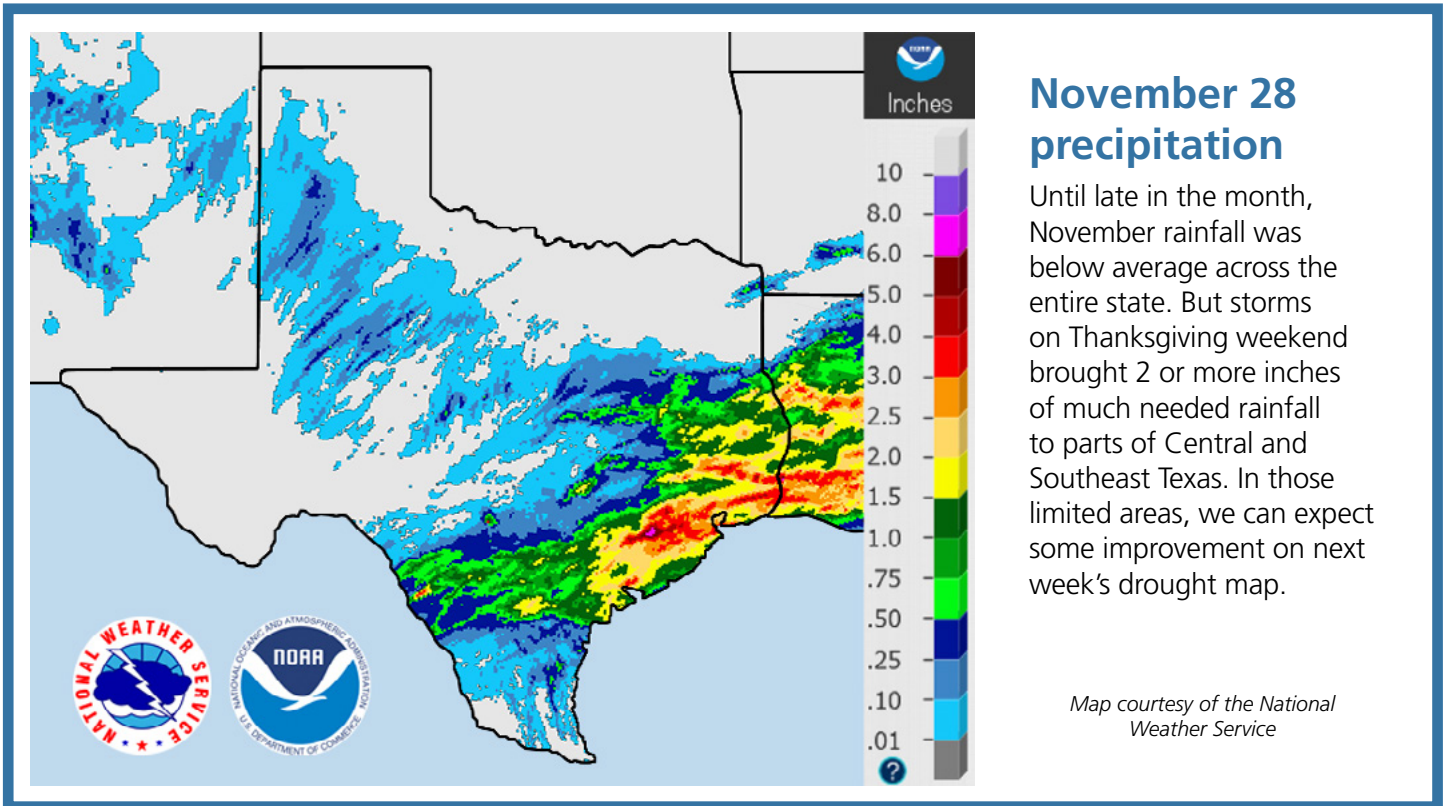 NOAA
Inches
10
8.0
6.0
5.0
4.0
3.0
2.5
2.0
1.5
1.0
.75
.50
.25
.10
.01
?
NATIONAL WEATHER SERVICE
NATIONAL OCEANIC AND ATMOSPHERIC ADMINISTRATION
NOAA
U.S. DEPARTMENT OF COMMERCE
November 28
precipitation
Until late in the month,
November rainfall was
below average across the
entire state. But storms
on Thanksgiving weekend
brought 2 or more inches
of much needed rainfall
to parts of Central and
Southeast Texas. In those
limited areas, we can expect
some improvement on next
week’s drought map.
Map courtesy of the National
Weather Service